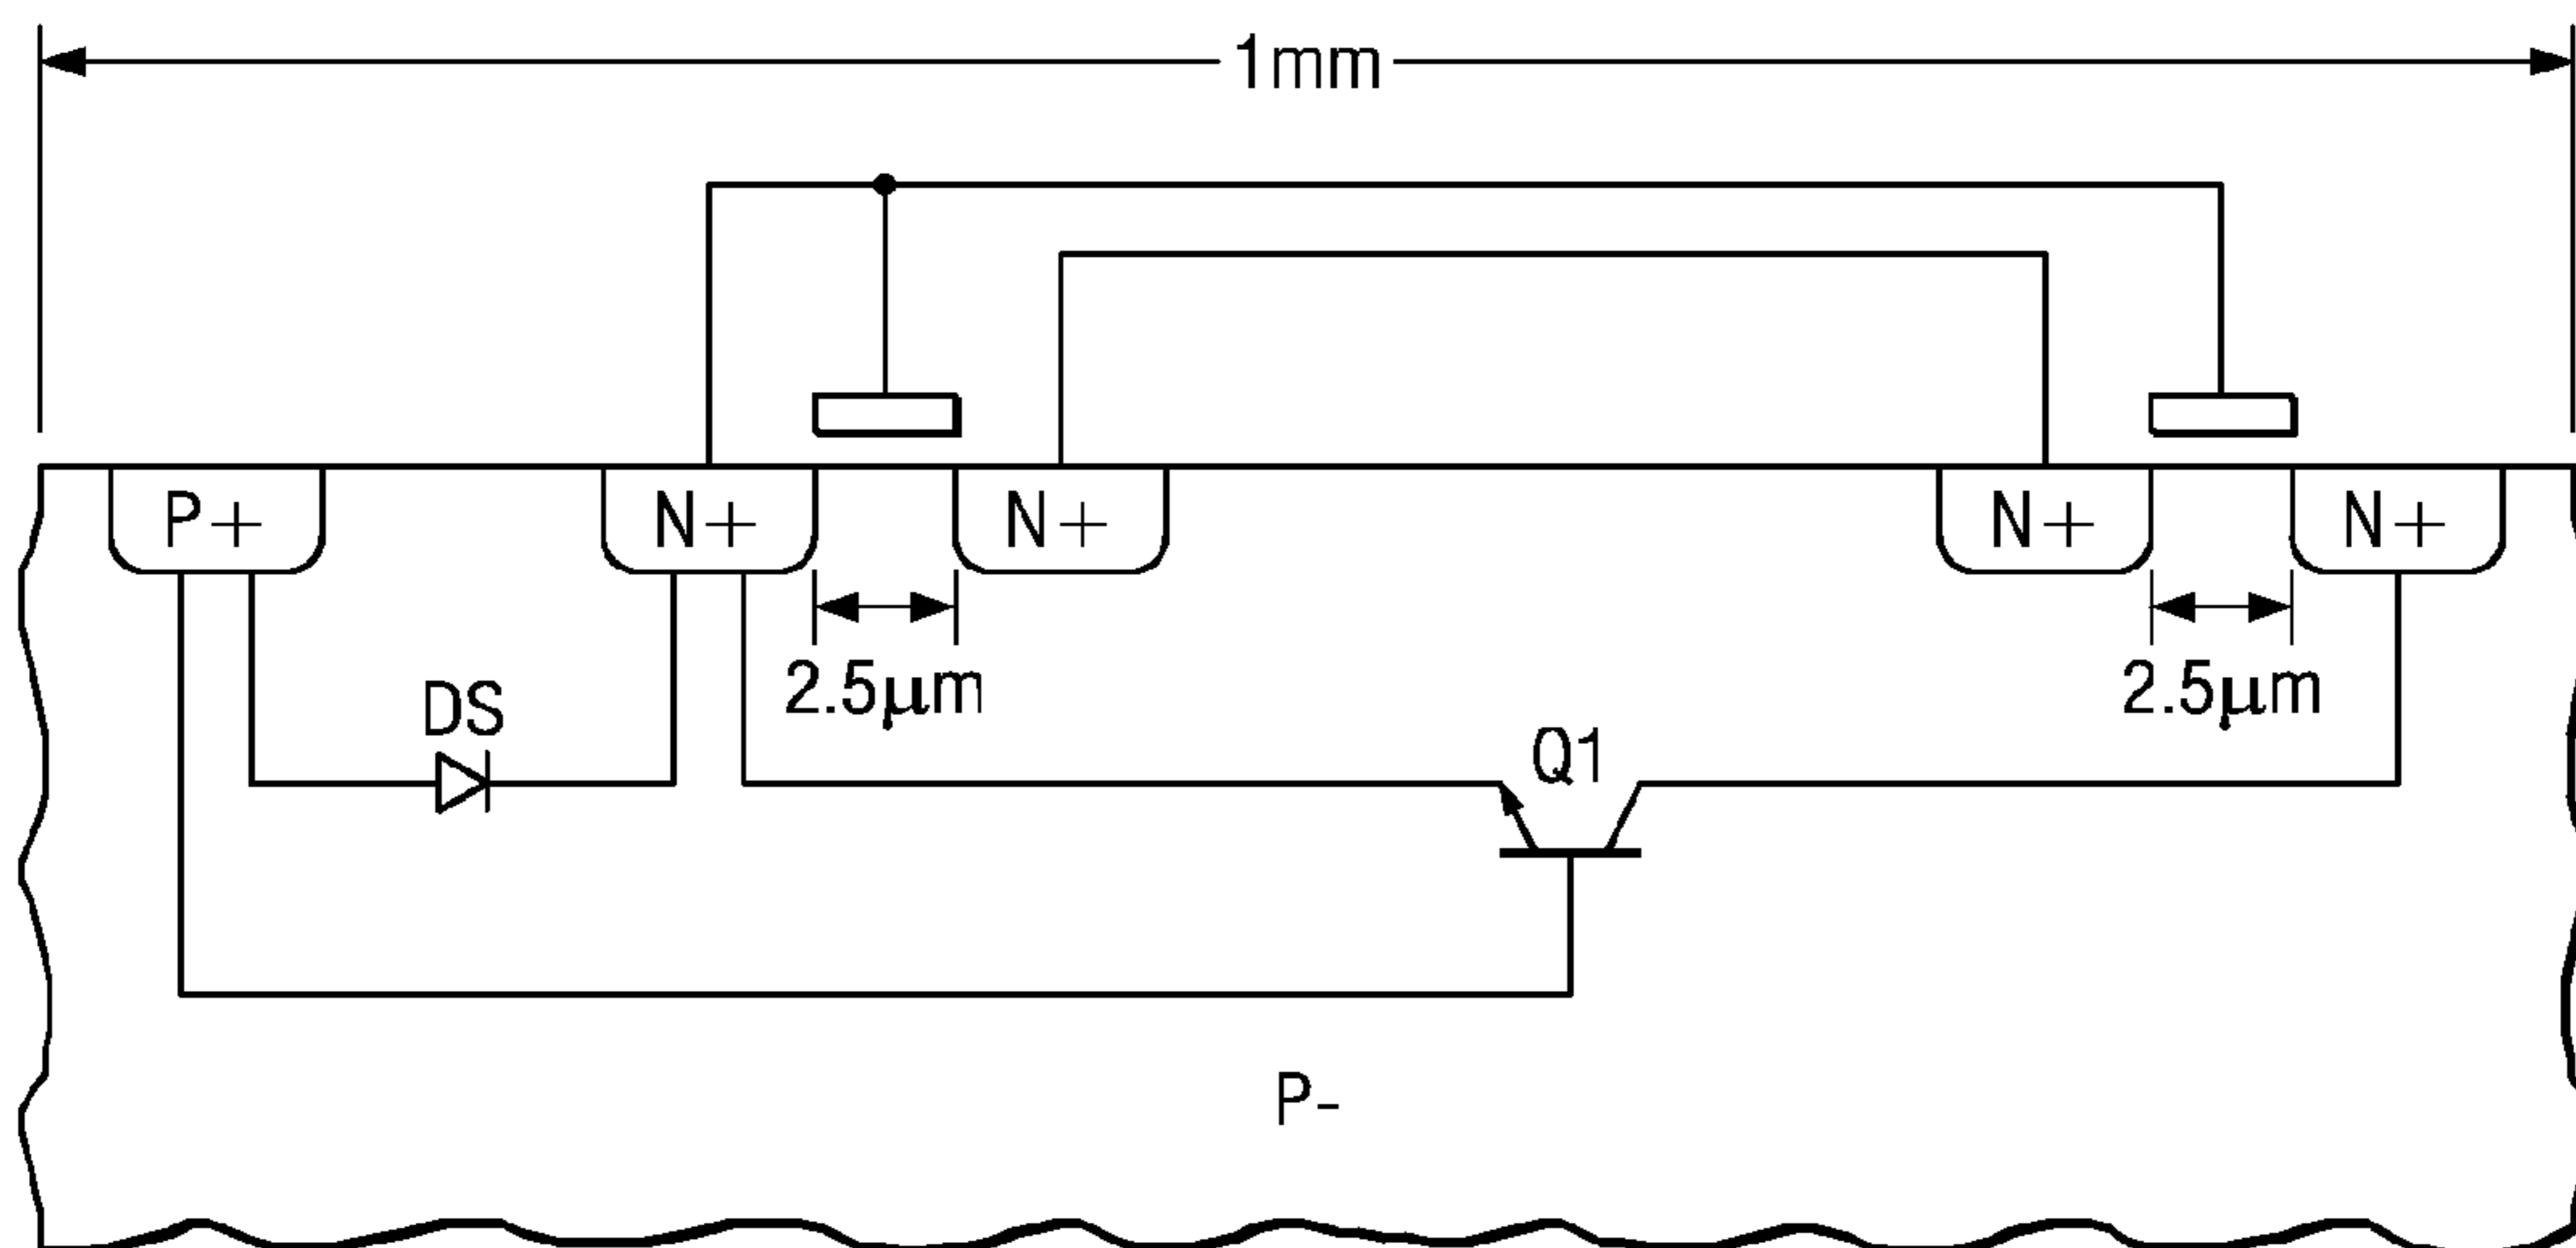 1mm
P+ N+ N+ N+ N+
2.5μm 2.5μm
DS
Q1
P-